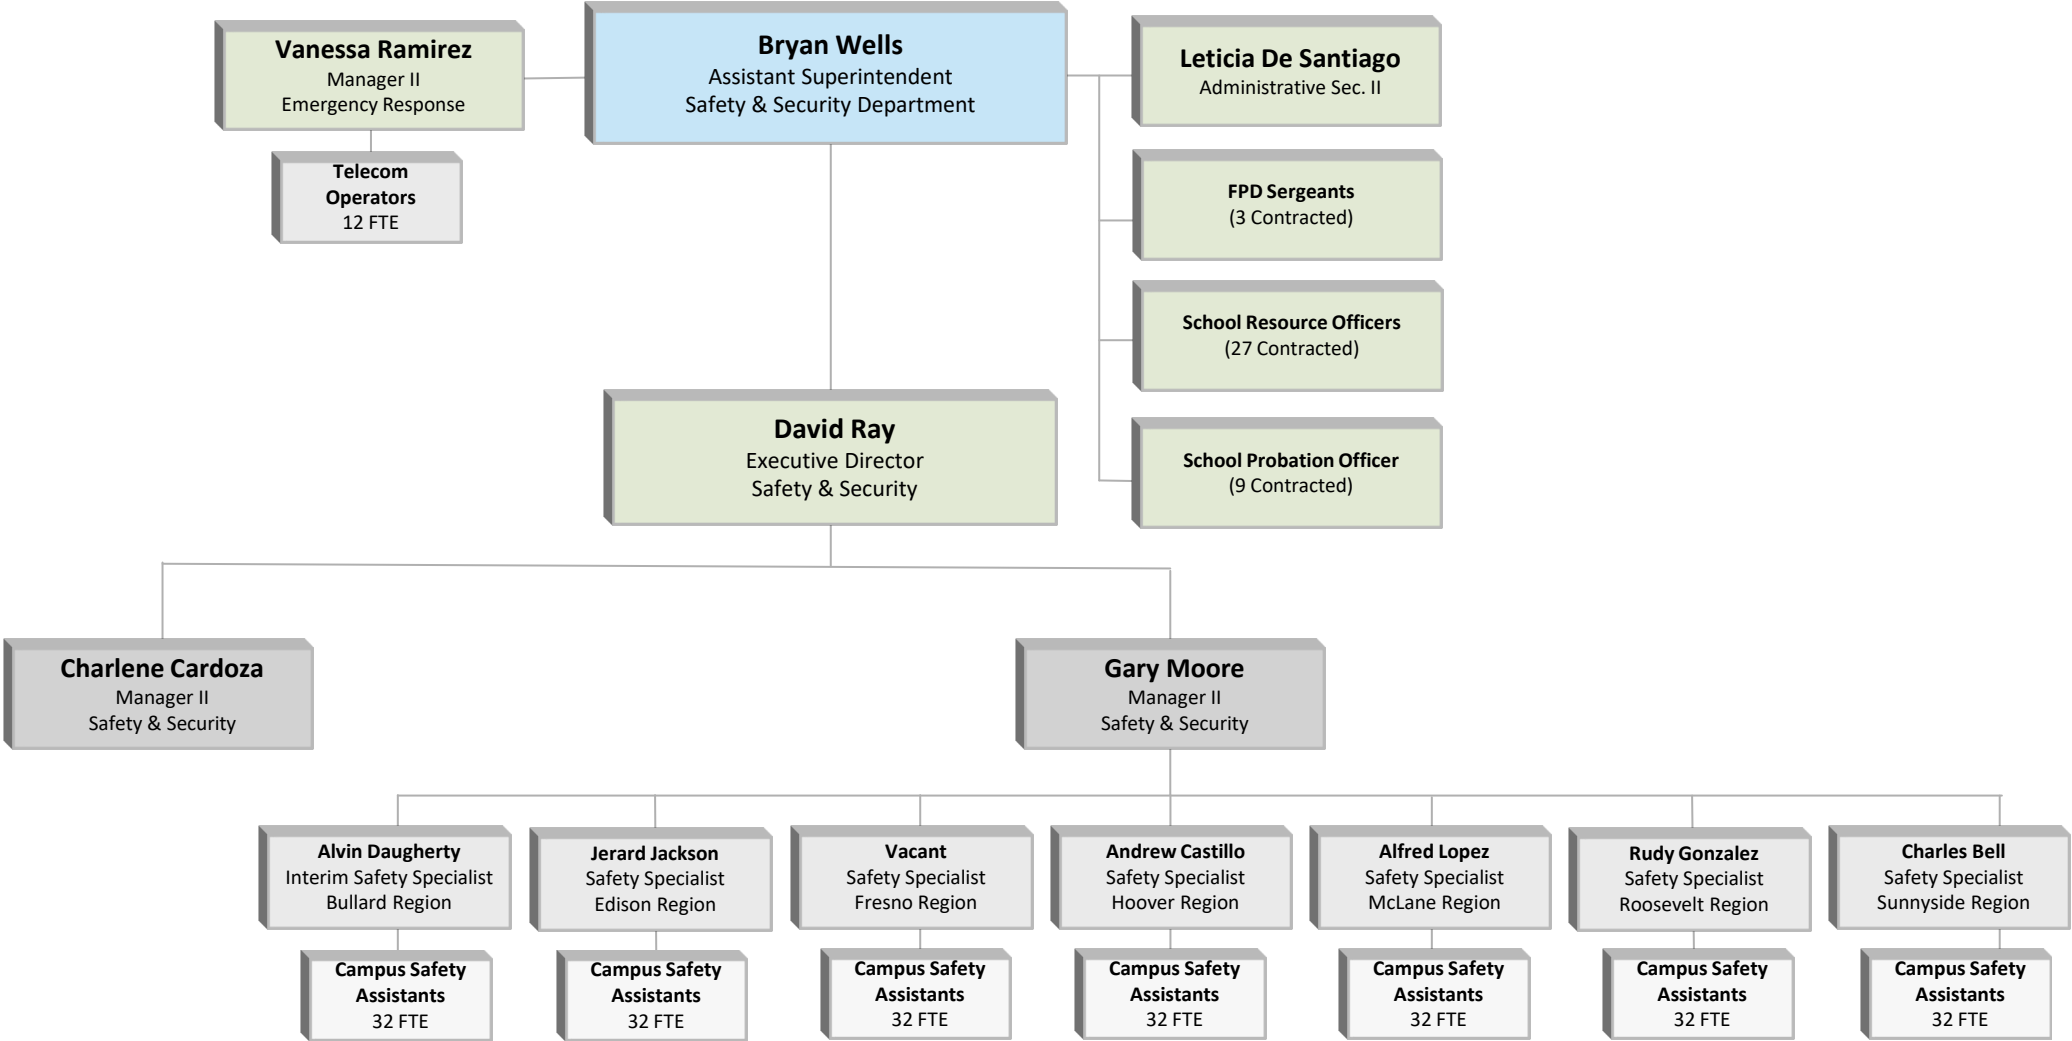 Vanessa Ramirez
Manager II
Emergency Response
Telecom
Operators
12 FTE
Bryan Wells
Assistant Superintendent
Safety & Security Department
Leticia De Santiago
Administrative Sec. II
FPD Sergeants
(3 Contracted)
School Resource Officers
(27 Contracted)
School Probation Officer
(9 Contracted)
David Ray
Executive Director
Safety & Security
Charlene Cardoza
Manager II
Safety & Security
Gary Moore
Manager II
Safety & Security
Alvin Daugherty
Interim Safety Specialist
Bullard Region
Jerard Jackson
Safety Specialist
Edison Region
Vacant
Safety Specialist
Fresno Region
Andrew Castillo
Safety Specialist
Hoover Region
Alfred Lopez
Safety Specialist
McLane Region
Rudy Gonzalez
Safety Specialist
Roosevelt Region
Charles Bell
Safety Specialist
Sunnyside Region
Campus Safety
Assistants
32 FTE
Campus Safety
Assistants
32 FTE
Campus Safety
Assistants
32 FTE
Campus Safety
Assistants
32 FTE
Campus Safety
Assistants
32 FTE
Campus Safety
Assistants
32 FTE
Campus Safety
Assistants
32 FTE